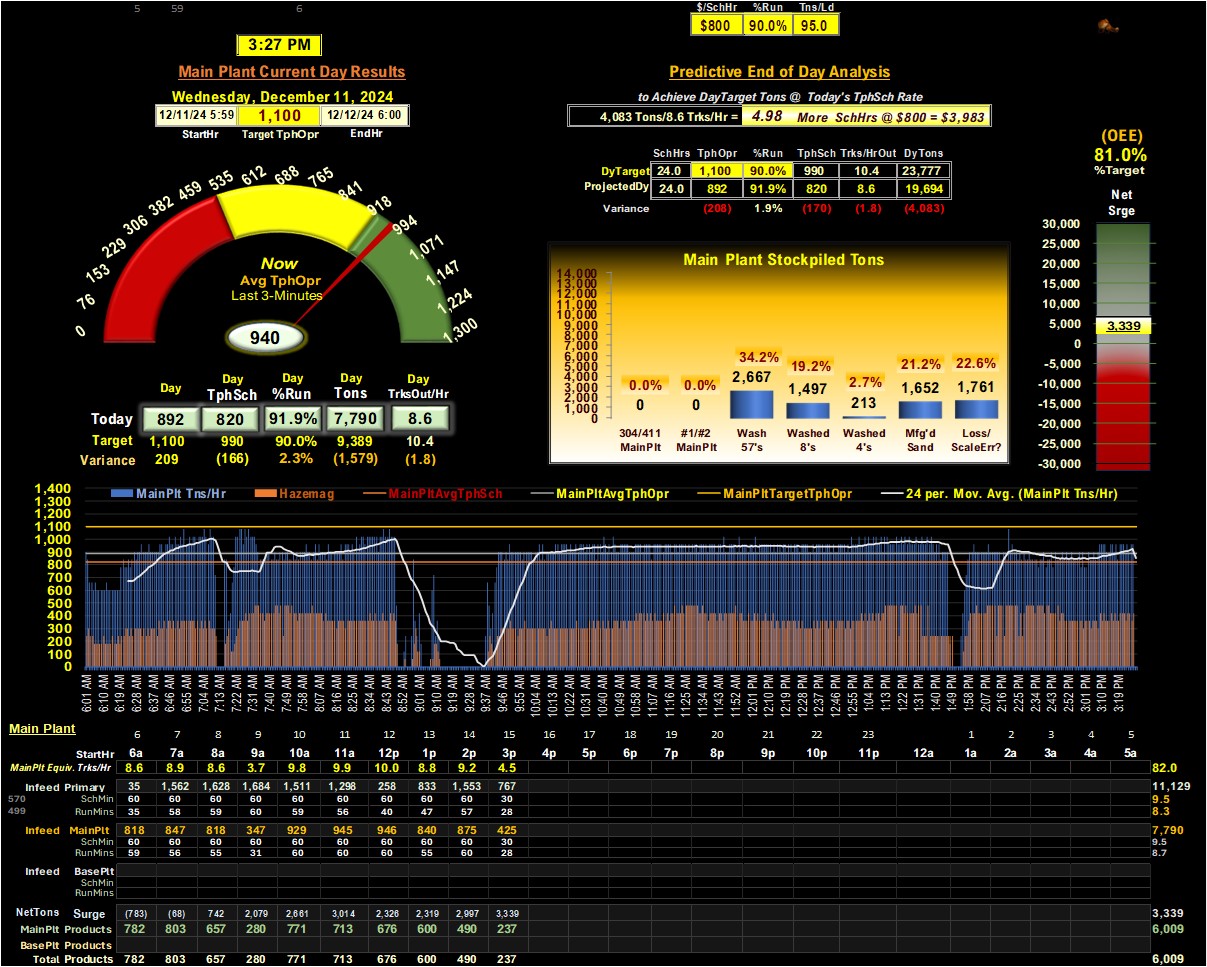 5 59 6
$/SchHr %Run Tns/Ld
$800 90.0% 95.0
3:27 PM
Main Plant Current Day Results
Predictive End of Day Analysis
Wednesday, December 11, 2024
to Achieve DayTarget Tons @ Today's TphSch Rate
12/11/24 5:59 1,100 12/12/24 6:00
4,083 Tons/8.6 Trks/Hr = 4.98 More SchHrs @ $800 = $3,983
StartHr Target TphOpr EndHr
(OEE)
81.0%
%Target
SchHrs TphOpr %Run TphSch Trks/HrOut DyTons
DyTarget 24.0 1,100 90.0% 990 10.4 23,777
ProjectedDy 24.0 892 91.9% 820 8.6 19,694
Variance (208) 1.9% (170) (1.8) (4,083)
Net
Srge
0 76 153 229 306 382 459 535 612 688 765 841 918 994 1,071 1,147 1,224 1,300
Now
Avg TphOpr
Last 3-Minutes
940
Main Plant Stockpiled Tons
14,000
13,000
12,000
11,000
10,000
9,000
8,000
7,000
6,000
5,000
4,000
3,000
2,000
1,000
0
0.0% 0.0% 34.2% 19.2% 2.7% 21.2% 22.6%
0 0 2,667 1,497 213 1,652 1,761
304/411 #1/#2 Wash Washed Washed Mfg'd Loss/
MainPlt MainPlt 57's 8's 4's Sand ScaleErr?
30,000
25,000
20,000
15,000
10,000
5,000
3,339
0
-5,000
-10,000
-15,000
-20,000
-25,000
-30,000
Day Day Day Day Day
TphSch %Run Tons TrksOut/Hr
Today 892 820 91.9% 7,790 8.6
Target 1,100 990 90.0% 9,389 10.4
Variance 209 (166) 2.3% (1,579) (1.8)
MainPlt Tns/Hr Hazemag MainPltAvgTphSch MainPltAvgTphOpr MainPltTargetTphOpr 24 per. Mov. Avg. (MainPlt Tns/Hr)
1,400
1,300
1,200
1,100
1,000
900
800
700
600
500
400
300
200
100
0
6:01 AM 6:10 AM 6:19 AM 6:28 AM 6:37 AM 6:46 AM 6:55 AM 7:04 AM 7:13 AM 7:22 AM 7:31 AM 7:40 AM 7:49 AM 7:58 AM 8:07 AM 8:16 AM 8:25 AM 8:34 AM 8:43 AM 8:52 AM 9:01 AM 9:10 AM 9:19 AM 9:28 AM 9:37 AM 9:46 AM 9:55 AM 10:04 AM 10:13 AM 10:22 AM 10:31 AM 10:40 AM 10:49 AM 10:58 AM 11:07 AM 11:16 AM 11:25 AM 11:34 AM 11:43 AM 11:52 AM 12:01 PM 12:10 PM 12:19 PM 12:28 PM 12:37 PM 12:46 PM 12:55 PM 1:04 PM 1:13 PM 1:22 PM 1:31 PM 1:40 PM 1:49 PM 1:58 PM 2:07 PM 2:16 PM 2:25 PM 2:34 PM 2:43 PM 2:52 PM 3:01 PM 3:10 PM 3:19 PM
Main Plant
6 7 8 9 10 11 12 13 14 15 16 17 18 19 20 21 22 23 1 2 3 4 5
StartHr 6a 7a 8a 9a 10a 11a 12p 1p 2p 3p 4p 5p 6p 7p 8p 9p 10p 11p 12a 1a 2a 3a 4a 5a
MainPlt Equiv. Trks/Hr 8.6 8.9 8.6 3.7 9.8 9.9 10.0 8.8 9.2 4.5 82.0
Infeed Primary 35 1,562 1,628 1,684 1,511 1,298 258 833 1,553 767 11,129
570 SchMin 60 60 60 60 60 60 60 60 60 30 9.5
499 RunMins 35 58 59 60 59 56 40 47 57 28 8.3
Infeed MainPlt 818 847 818 347 929 945 946 840 875 425 7,790
SchMin 60 60 60 60 60 60 60 60 60 30 9.5
RunMins 59 56 55 31 60 60 60 55 60 28 8.7
Infeed BasePlt
SchMin
RunMins
NetTons Surge (783) (68) 742 2,079 2,661 3,014 2,326 2,319 2,997 3,339 3,339
MainPlt Products 782 803 657 280 771 713 676 600 490 237 6,009
BasePlt Products
Total Products 782 803 657 280 771 713 676 600 490 237 6,009